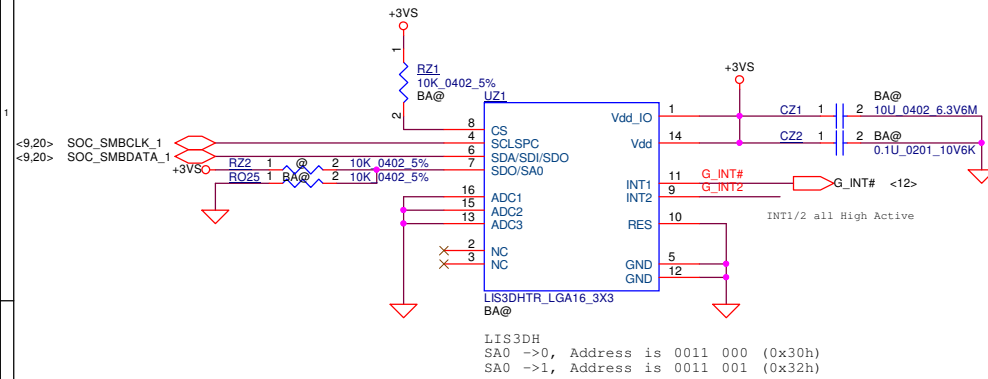 +3VS
1
RZ1
10K_0402_5%
BA@
2
UZ1
+3VS
BA@
CZ1 1 2 10U_0402_6.3V6M
CZ2 1 2 BA@
0.1U_0201_10V6K
1
8 CS
Vdd_IO 1
<9,20> SOC_SMBCLK_1 4 SCLSPC
Vdd 14
<9,20> SOC_SMBDATA_1 6 SDA/SDI/SDO
+3VS RZ2 1 @ 2 10K_0402_5% 7 SDO/SA0
RO25 1 BA@ 2 10K_0402_5%
INT1 11 G_INT# G_INT# <12>
INT2 9 G_INT2
INT1/2 all High Active
16 ADC1
15 ADC2
13 ADC3
RES 10
2 NC
3 NC
GND 5
GND 12
LIS3DHTR_LGA16_3X3
BA@
LIS3DH
SA0 ->0, Address is 0011 000 (0x30h)
SA0 ->1, Address is 0011 001 (0x32h)